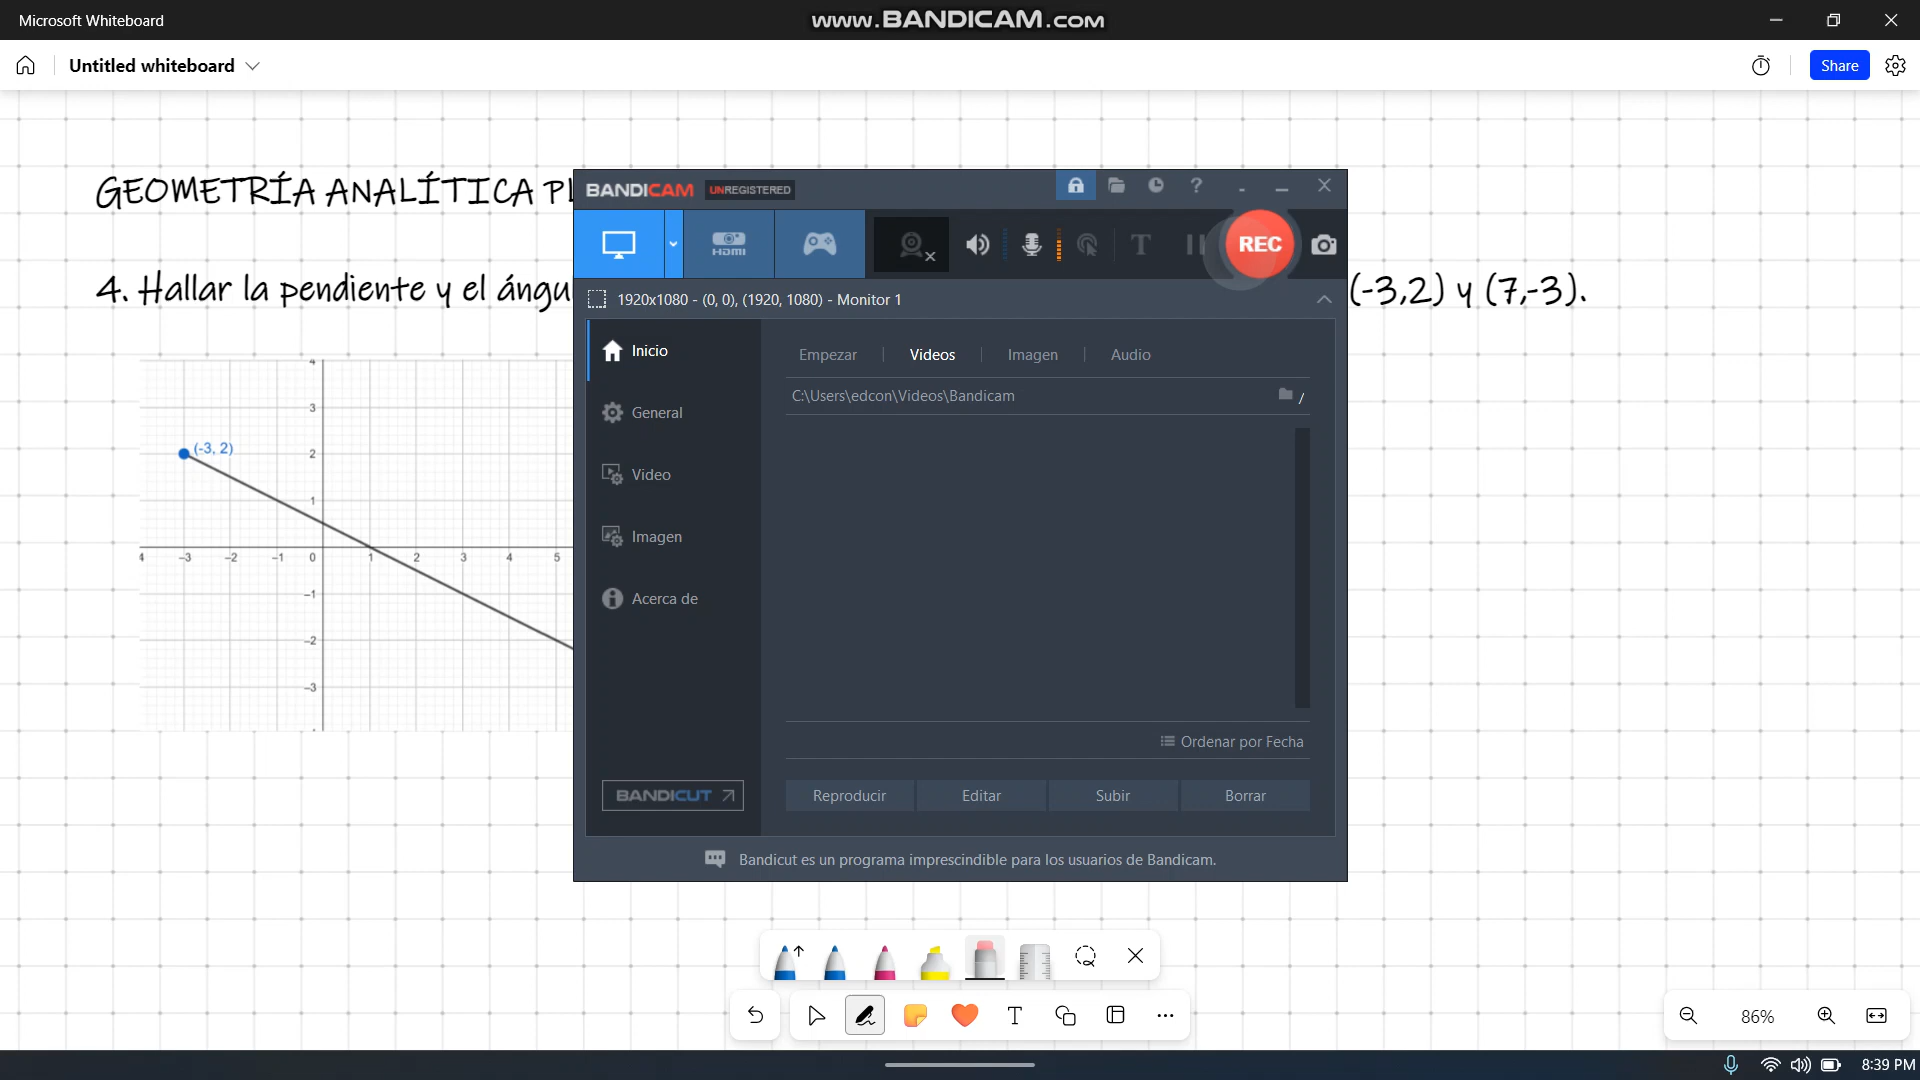 Microsoft Whiteboard
www.BANDICAM.com
Untitled whiteboard
Share
GEOMETRÍA ANALÍTICA
4. Hallar la pendiente y el (-3,2) y (7,-3).
BANDICAM UNREGISTERED
?
HDMI
T
REC
1920x1080 - (0, 0), (1920, 1080) - Monitor 1
Inicio
General
Video
Imagen
Acerca de
BANDICUT
Empezar Videos Imagen Audio
C:\Users\edcon\Videos\Bandicam
/
Ordenar por Fecha
Reproducir Editar Subir Borrar
Bandicut es un programa imprescindible para los usuarios de Bandicam.
(-3, 2)
3
2
1
4 -3 -2 -1 0 1 2 3 4 5
-1
-2
-3
T
86%
8:39 PM